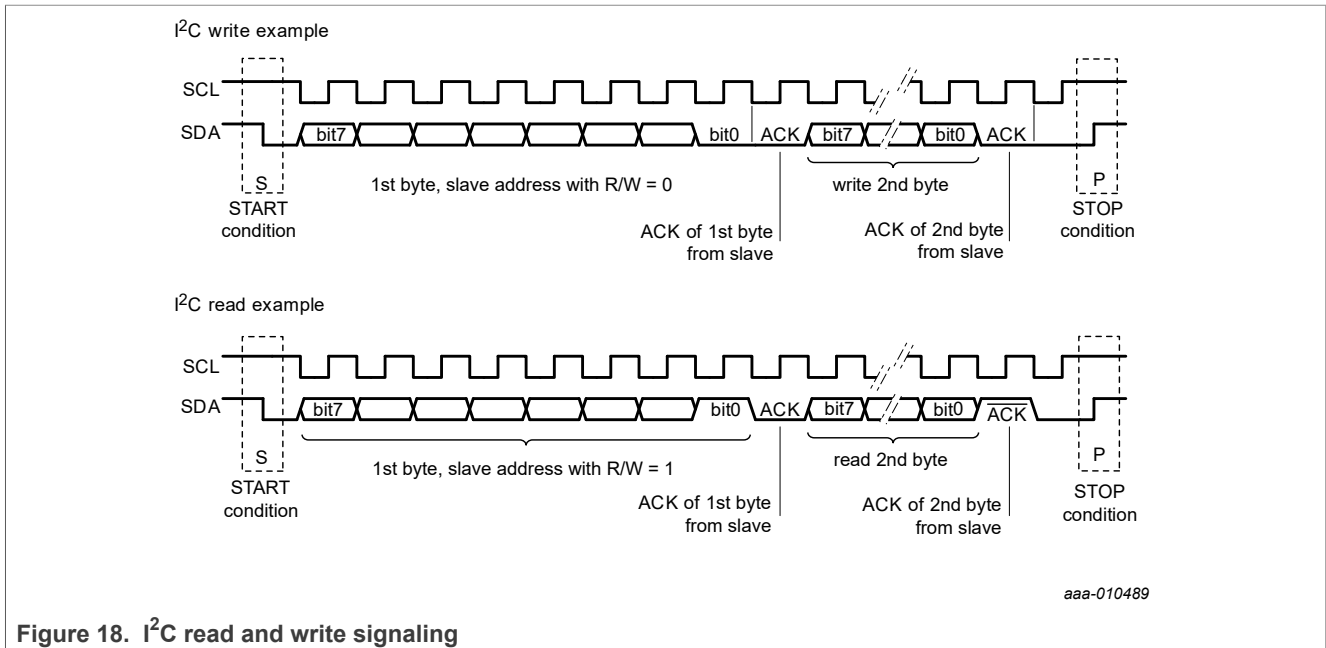 I²C write example
SCL
SDA
bit7
bit0
ACK
bit7
bit0
ACK
S
1st byte, slave address with R/W = 0
write 2nd byte
P
START
condition
STOP
condition
ACK of 1st byte
from slave
ACK of 2nd byte
from slave
I²C read example
SCL
SDA
bit7
bit0
ACK
bit7
bit0
A̅C̅K̅
S
1st byte, slave address with R/W = 1
read 2nd byte
P
START
condition
STOP
condition
ACK of 1st byte
from slave
ACK of 2nd byte
from slave
aaa-010489
Figure 18. I²C read and write signaling